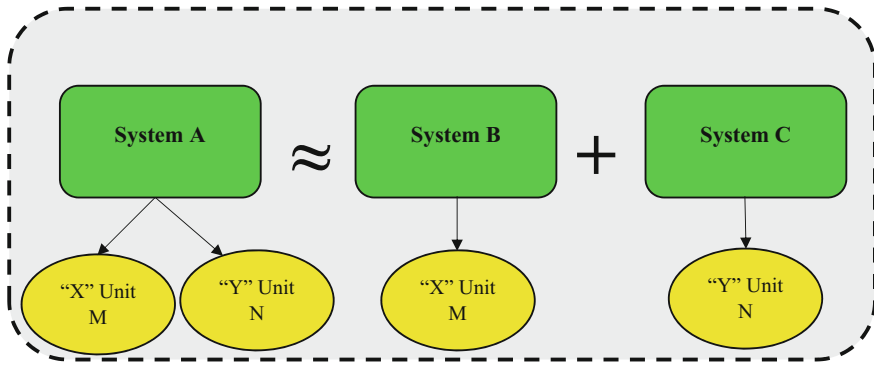 System A
≈
System B
+
System C
“X” Unit
M
“Y” Unit
N
“X” Unit
M
“Y” Unit
N